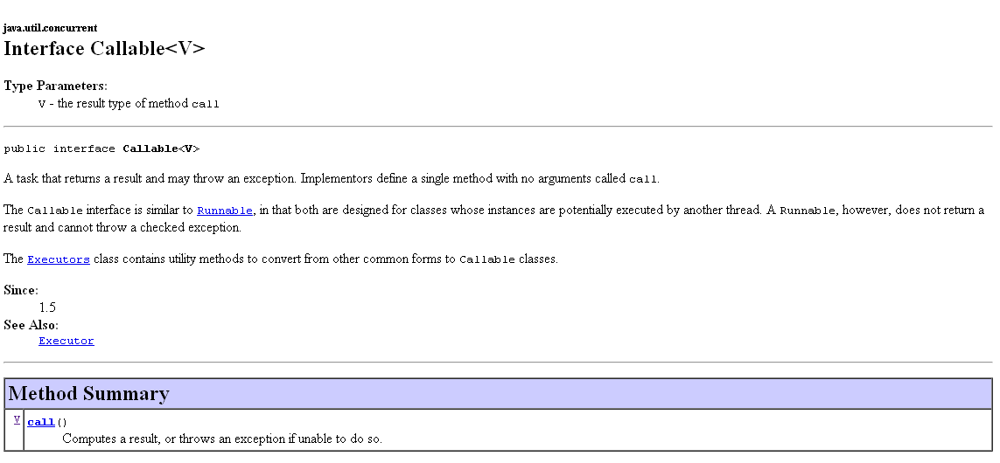 java.util.concurrent
Interface Callable<V>
Type Parameters:
V - the result type of method call
public interface Callable<V>
A task that returns a result and may throw an exception. Implementors define a single method with no arguments called call.
The Callable interface is similar to Runnable, in that both are designed for classes whose instances are potentially executed by another thread. A Runnable, however, does not return a
result and cannot throw a checked exception.
The Executors class contains utility methods to convert from other common forms to Callable classes.
Since:
1.5
See Also:
Executor
Method Summary
V call()
Computes a result, or throws an exception if unable to do so.